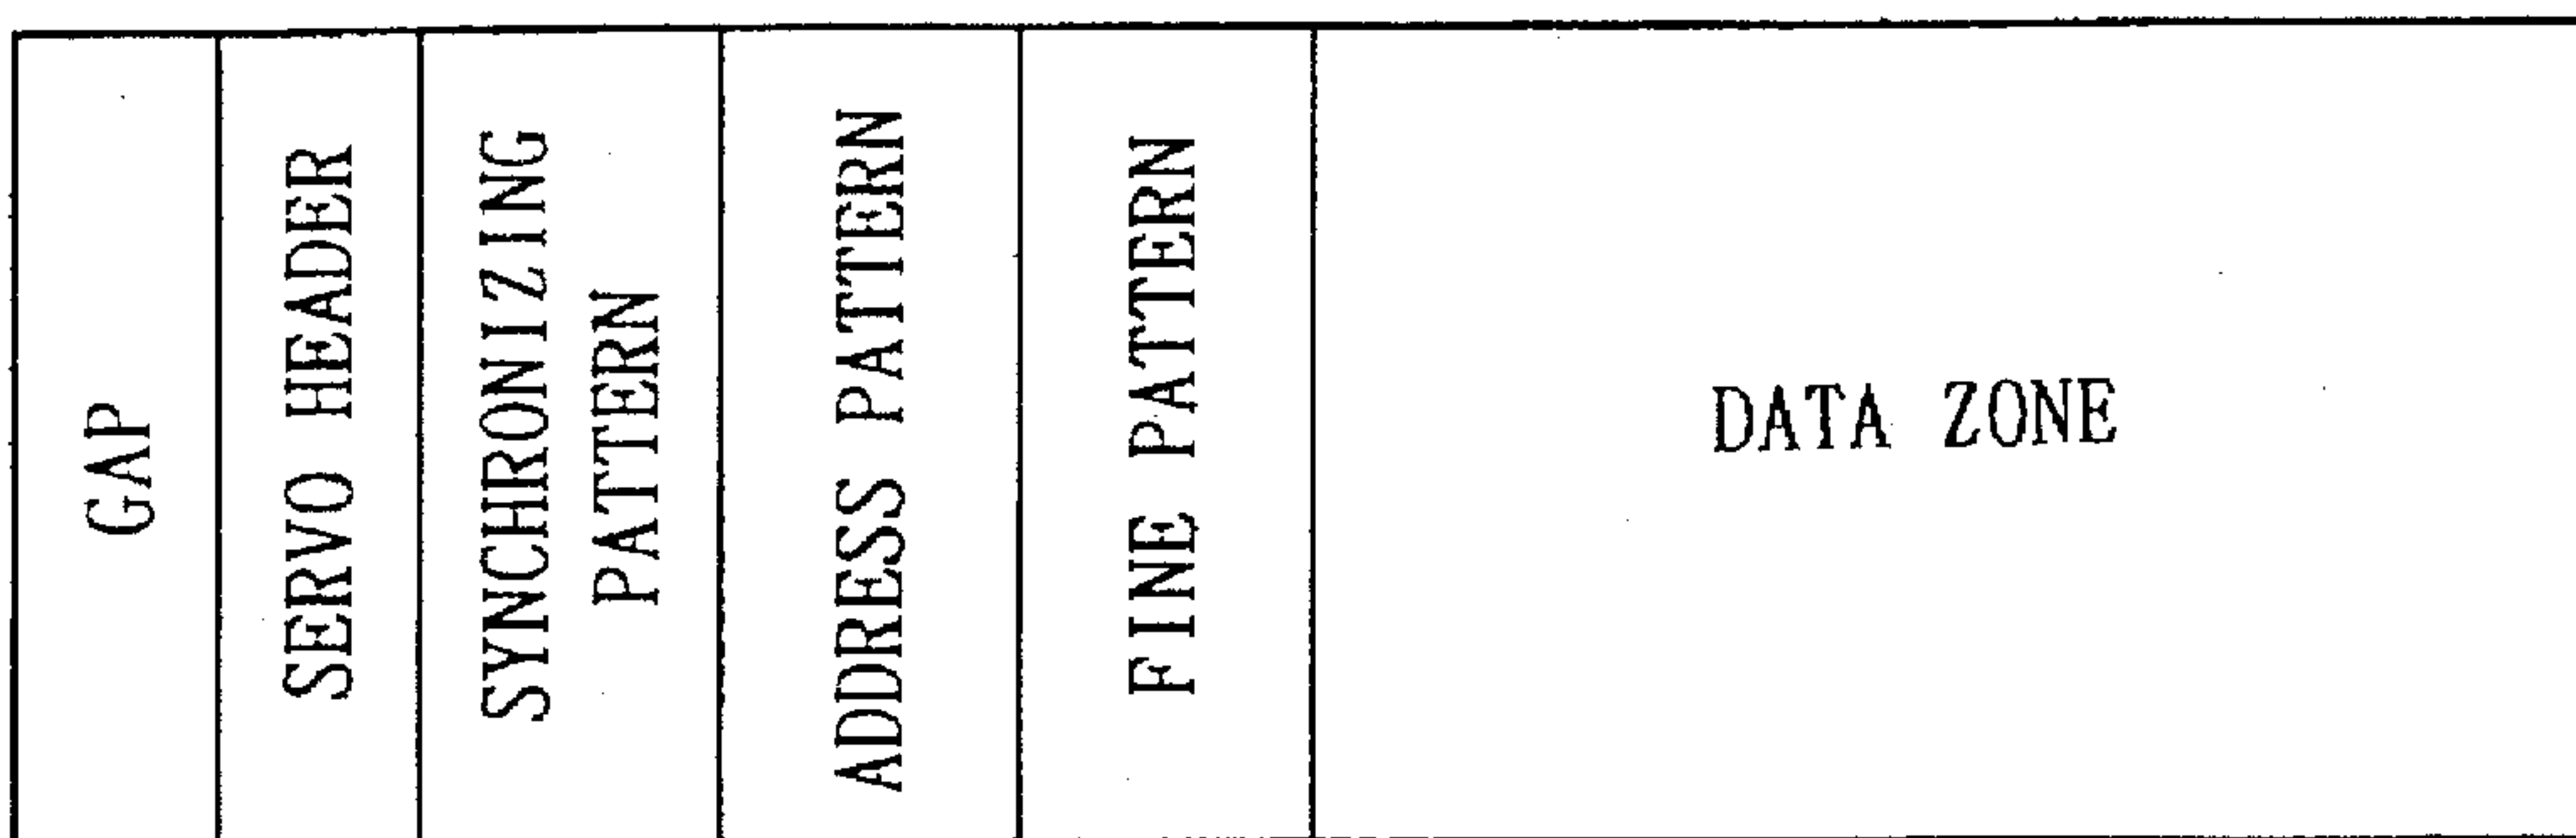 GAP
SERVO HEADER
SYNCHRONIZING
PATTERN
ADDRESS PATTERN
FINE PATTERN
DATA ZONE